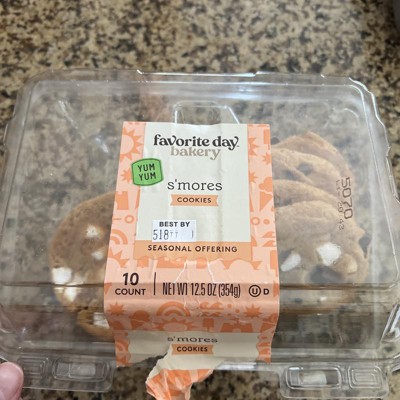 favorite day
bakery
YUM
YUM
s'mores
COOKIES
BEST BY
SEASONAL OFFERING
10
COUNT
NET WT 12.5 OZ (354g)
U D
s'mores
COOKIES